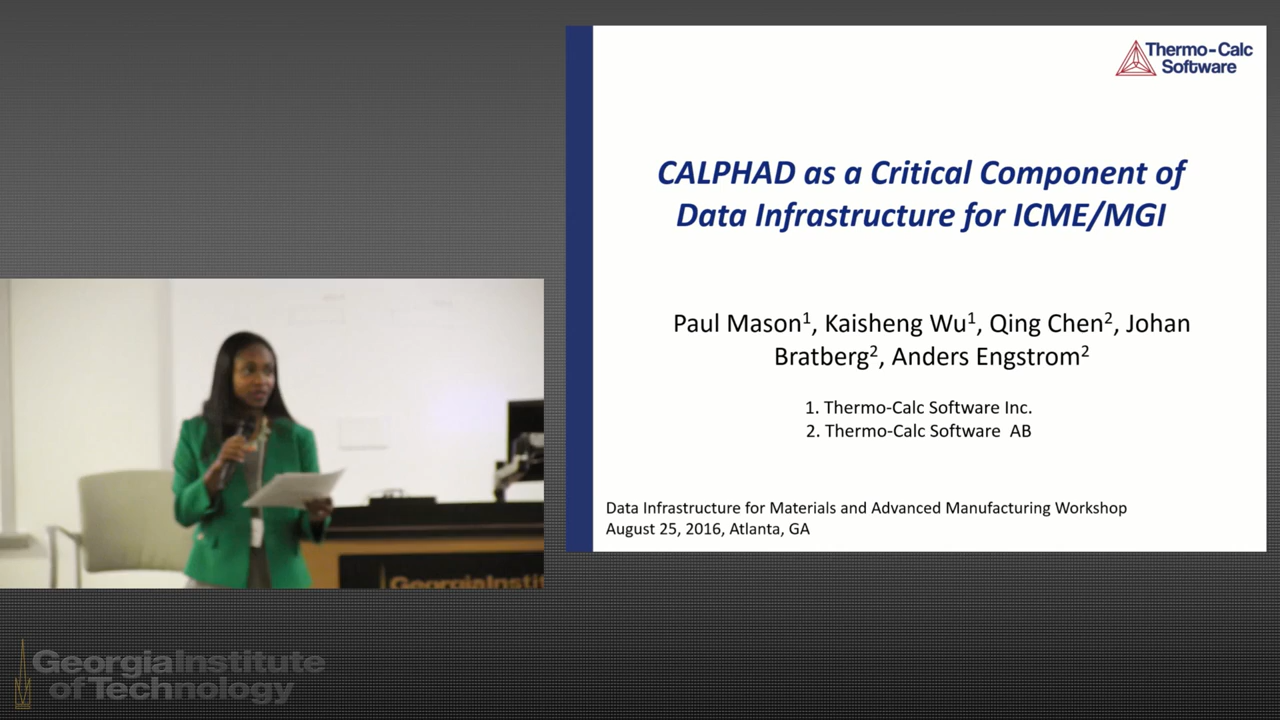 Thermo-Calc
Software
CALPHAD as a Critical Component of
Data Infrastructure for ICME/MGI
Paul Mason¹, Kaisheng Wu¹, Qing Chen², Johan
Bratberg², Anders Engstrom²
1. Thermo-Calc Software Inc.
2. Thermo-Calc Software AB
Data Infrastructure for Materials and Advanced Manufacturing Workshop
August 25, 2016, Atlanta, GA
GeorgiaInstit
GeorgiaInstitute
of Technology